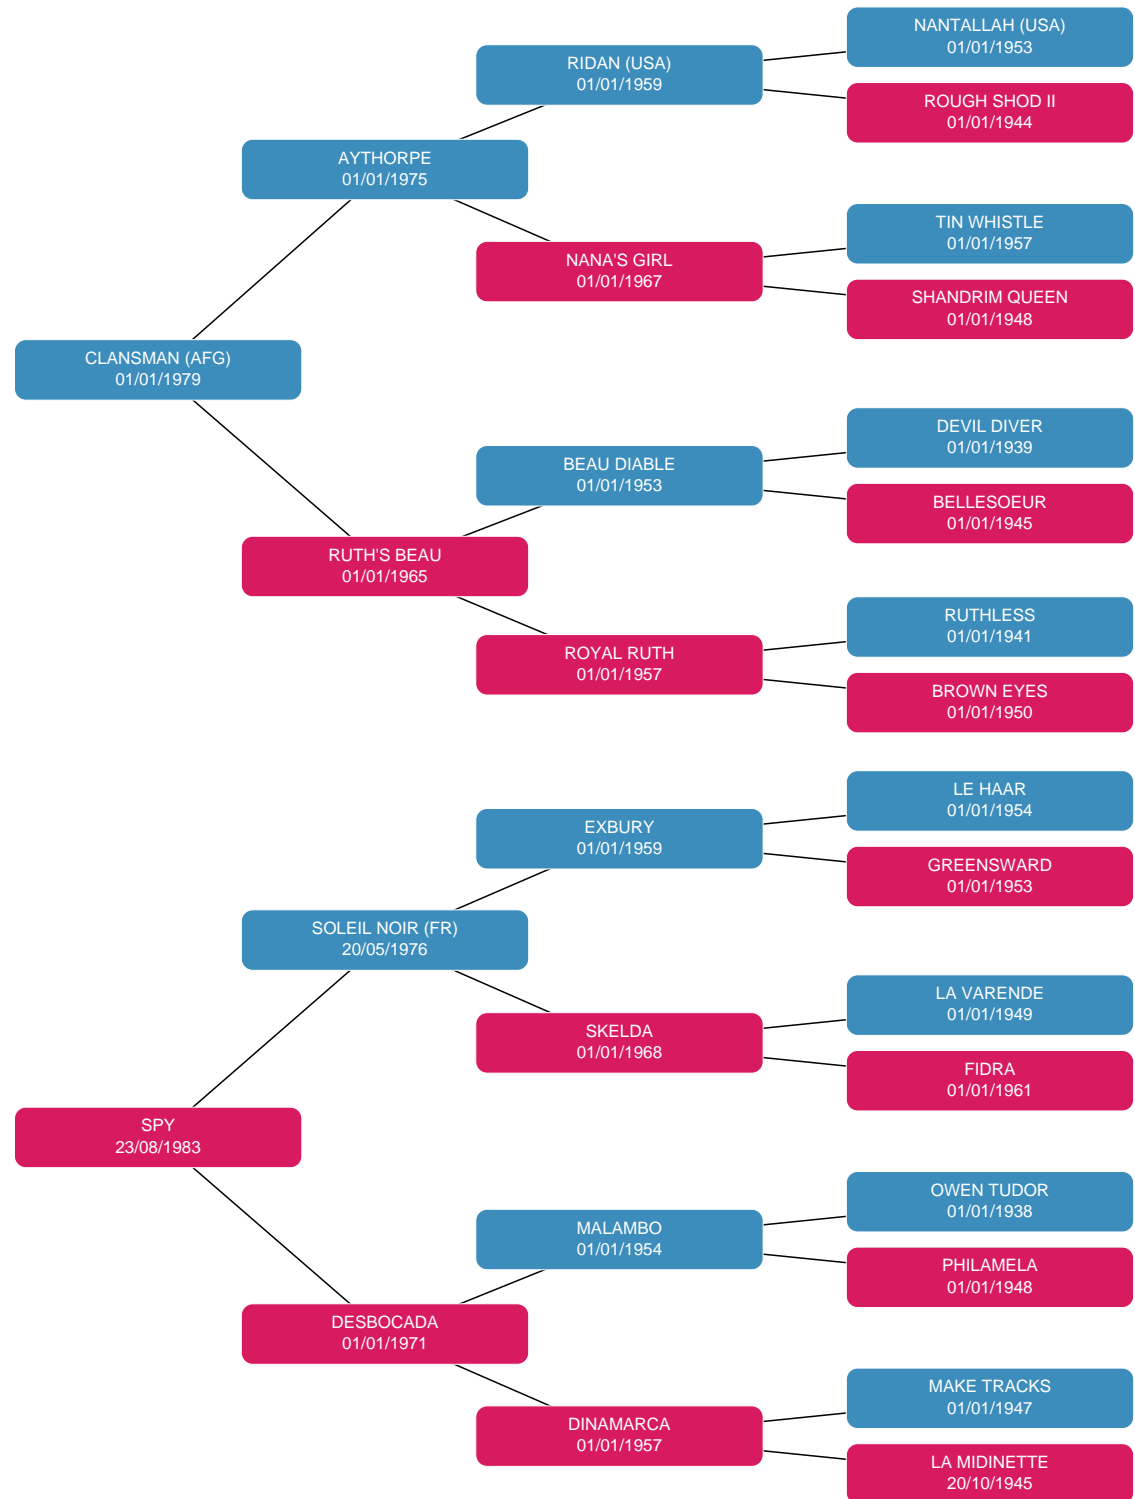 NANTALLAH (USA)
01/01/1953
RIDAN (USA)
01/01/1959
ROUGH SHOD II
01/01/1944
AYTHORPE
01/01/1975
TIN WHISTLE
01/01/1957
NANA'S GIRL
01/01/1967
SHANDRIM QUEEN
01/01/1948
CLANSMAN (AFG)
01/01/1979
DEVIL DIVER
01/01/1939
BEAU DIABLE
01/01/1953
BELLESOEUR
01/01/1945
RUTH'S BEAU
01/01/1965
RUTHLESS
01/01/1941
ROYAL RUTH
01/01/1957
BROWN EYES
01/01/1950
LE HAAR
01/01/1954
EXBURY
01/01/1959
GREENSWARD
01/01/1953
SOLEIL NOIR (FR)
20/05/1976
LA VARENDE
01/01/1949
SKELDA
01/01/1968
FIDRA
01/01/1961
SPY
23/08/1983
OWEN TUDOR
01/01/1938
MALAMBO
01/01/1954
PHILAMELA
01/01/1948
DESBOCADA
01/01/1971
MAKE TRACKS
01/01/1947
DINAMARCA
01/01/1957
LA MIDINETTE
20/10/1945